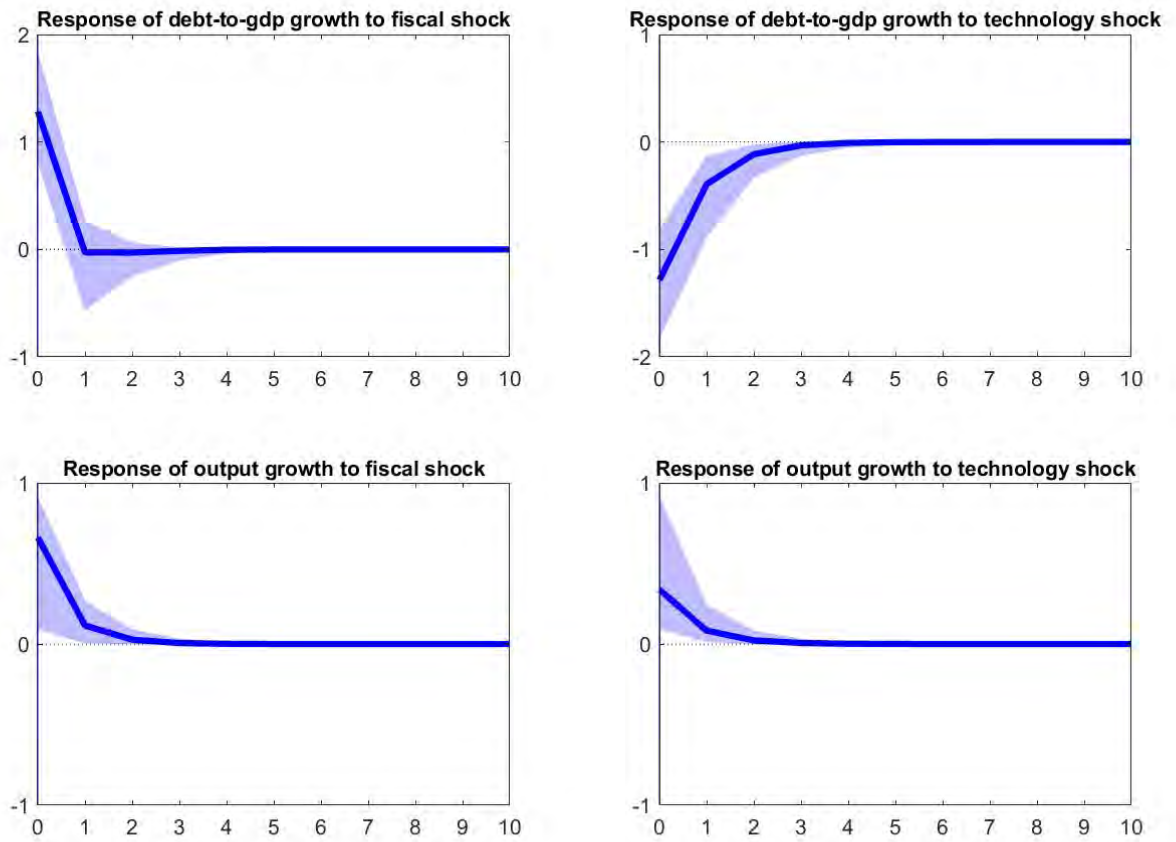 Response of debt-to-gdp growth to fiscal shock
2
1
0
-1
0 1 2 3 4 5 6 7 8 9 10
Response of debt-to-gdp growth to technology shock
1
0
-1
-2
0 1 2 3 4 5 6 7 8 9 10
Response of output growth to fiscal shock
1
0
-1
0 1 2 3 4 5 6 7 8 9 10
Response of output growth to technology shock
1
0
-1
0 1 2 3 4 5 6 7 8 9 10